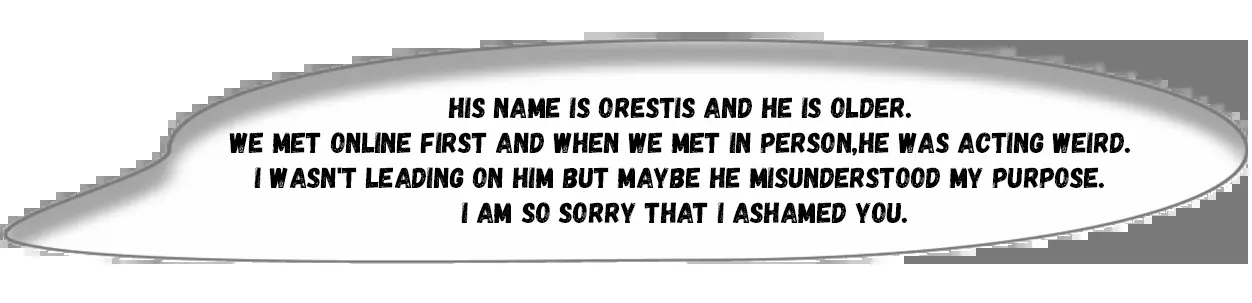 HIS NAME IS ORESTIS AND HE IS OLDER.
WE MET ONLINE FIRST AND WHEN WE MET IN PERSON,HE WAS ACTING WEIRD.
I WASN'T LEADING ON HIM BUT MAYBE HE MISUNDERSTOOD MY PURPOSE.
I AM SO SORRY THAT I ASHAMED YOU.